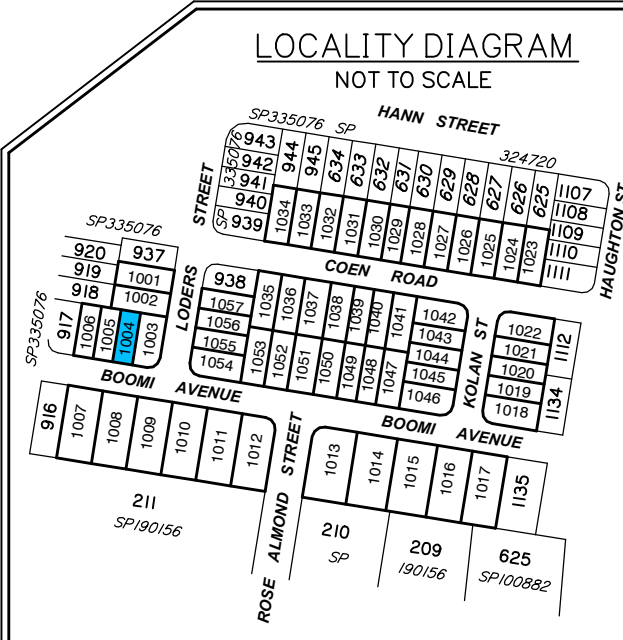 LOCALITY DIAGRAM
NOT TO SCALE
HANN STREET
SP335076 SP 324720
SP 335076
943
942
941
940
939
944 945 634 633 632 631 630 629 628 627 626 625
1107
1108
1109
1110
1111
HAUGHTON ST
1034 1033 1032 1031 1030 1029 1028 1027 1026 1025 1024 1023
LODERS STREET
COEN ROAD
SP335076
920 937
919 1001
918 1002
SP335076
917 1006 1005 1004 1003
938
1057
1056
1055
1054
1035 1036 1037 1038 1039 1040 1041
1053 1052 1051 1050 1049 1048 1047
1042
1043
1044
1045
1046
KOLAN ST
1022
1021
1020
1019
1018
1112
1134
BOOMI AVENUE
916 1007 1008 1009 1010 1011 1012
ROSE ALMOND STREET
BOOMI AVENUE
1013 1014 1015 1016 1017 1135
211
SP190156
210
SP
209
190156
625
SP100882